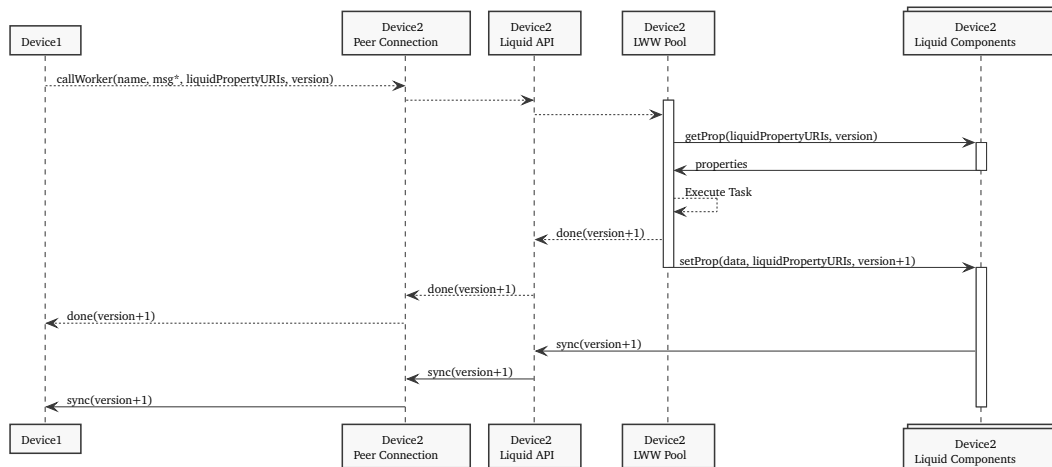 Device1
Device2
Peer Connection
Device2
Liquid API
Device2
LWW Pool
Device2
Liquid Components
callWorker(name, msg*, liquidPropertyURIs, version)
getProp(liquidPropertyURIs, version)
properties
Execute Task
done(version+1)
setProp(data, liquidPropertyURIs, version+1)
done(version+1)
done(version+1)
sync(version+1)
sync(version+1)
sync(version+1)
Device1
Device2
Peer Connection
Device2
Liquid API
Device2
LWW Pool
Device2
Liquid Components